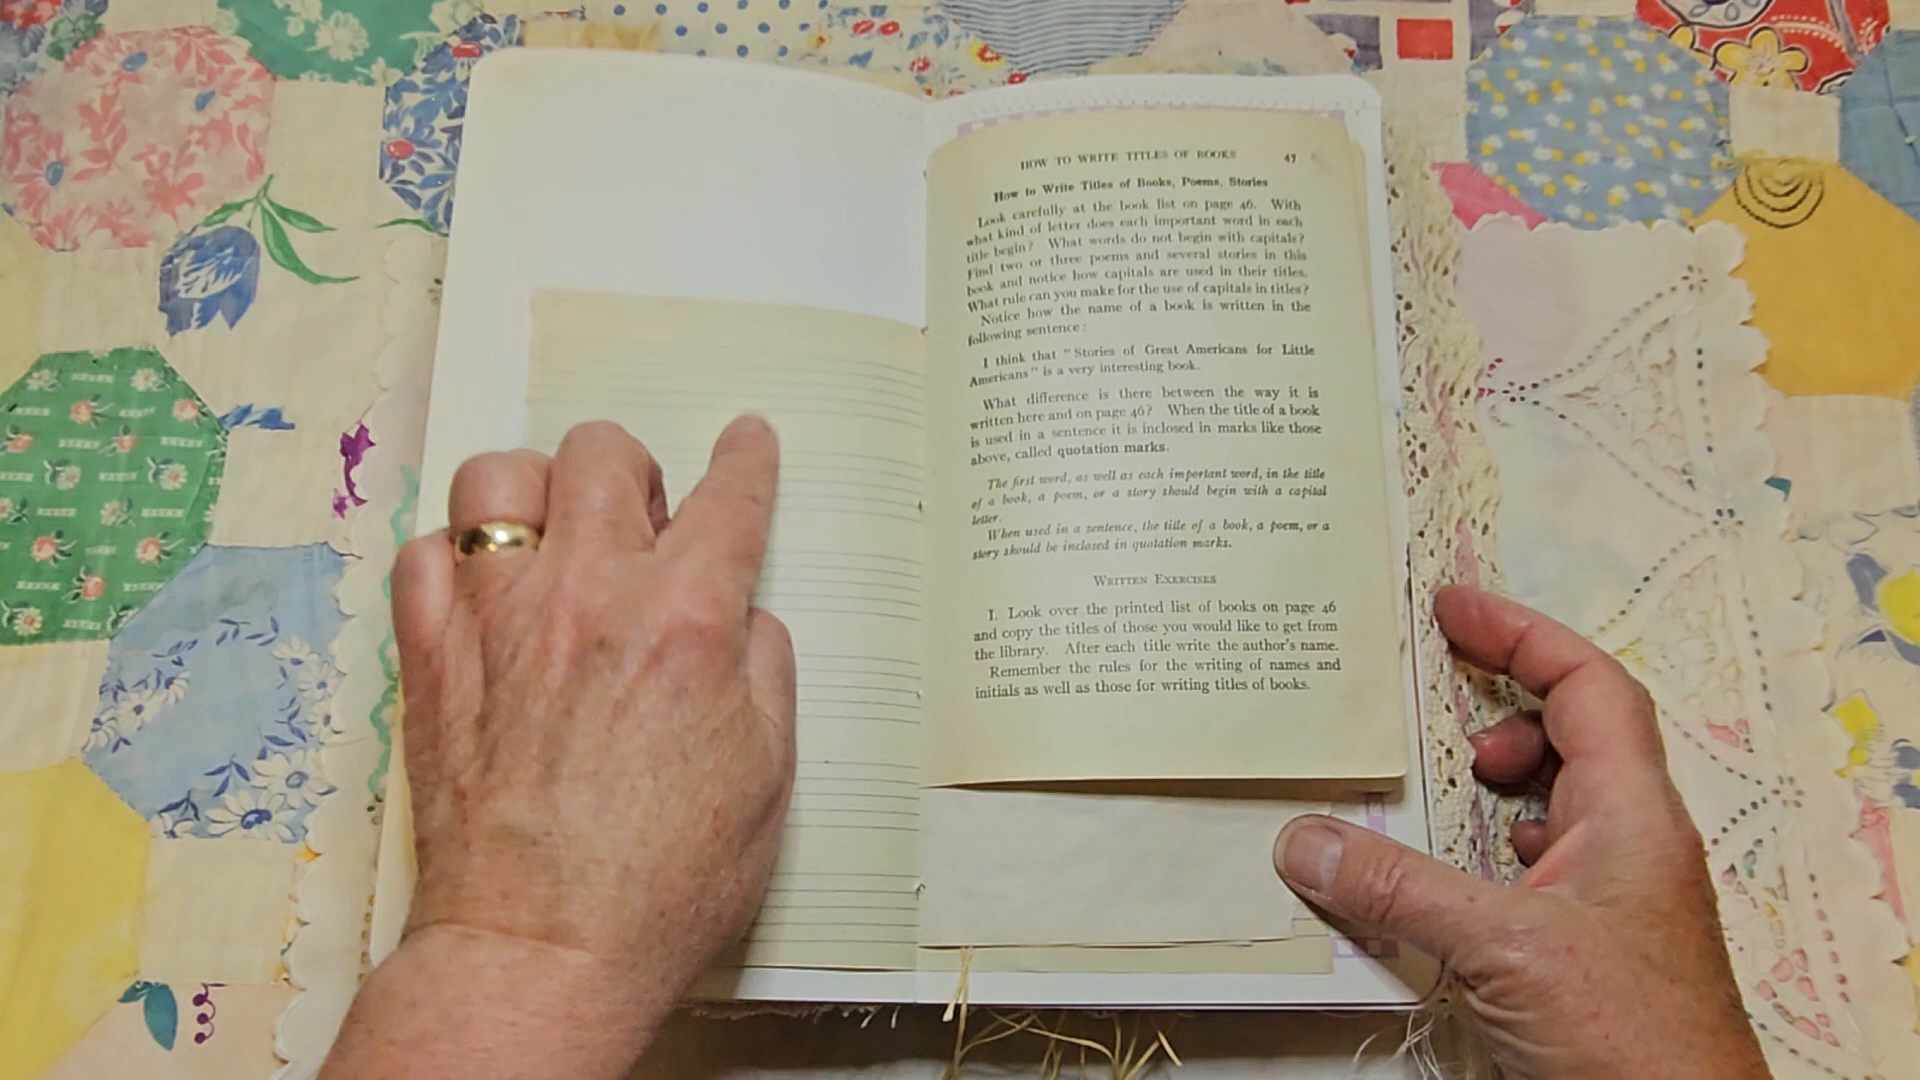 HOW TO WRITE TITLES OF BOOKS 47
How to Write Titles of Books, Poems, Stories
Look carefully at the book list on page 46. With
what kind of letter does each important word in each
title begin? What words do not begin with capitals?
Find two or three poems and several stories in this
book and notice how capitals are used in their titles.
What rule can you make for the use of capitals in titles?
Notice how the name of a book is written in the
following sentence:
I think that "Stories of Great Americans for Little
Americans" is a very interesting book.
What difference is there between the way it is
written here and on page 46? When the title of a book
is used in a sentence it is inclosed in marks like those
above, called quotation marks.
The first word, as well as each important word, in the title
of a book, a poem, or a story should begin with a capital
letter.
When used in a sentence, the title of a book, a poem, or a
story should be inclosed in quotation marks.
WRITTEN EXERCISES
I. Look over the printed list of books on page 46
and copy the titles of those you would like to get from
the library. After each title write the author's name.
Remember the rules for the writing of names and
initials as well as those for writing titles of books.